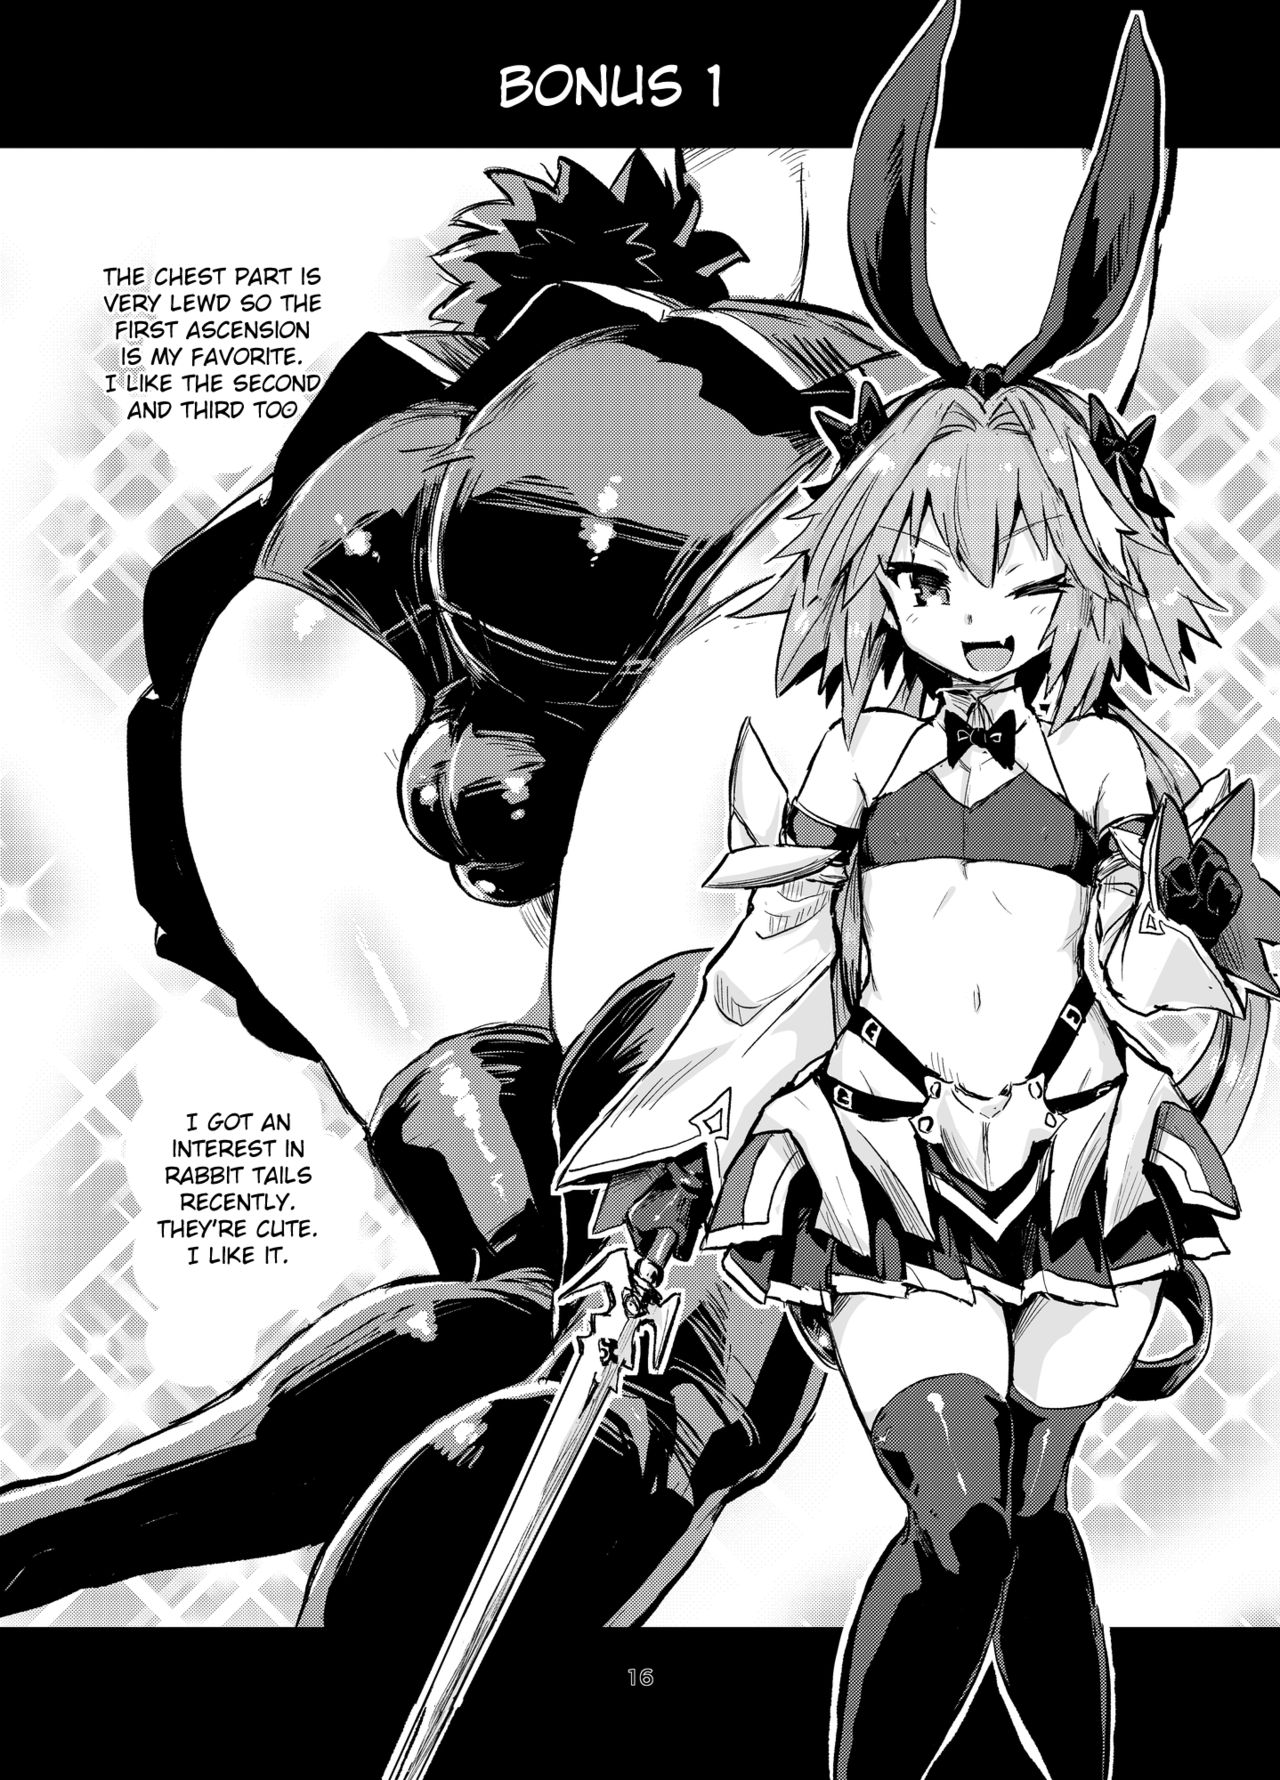 BONUS 1
THE CHEST PART IS
VERY LEWD SO THE
FIRST ASCENSION
IS MY FAVORITE.
I LIKE THE SECOND
AND THIRD TOO
I GOT AN
INTEREST IN
RABBIT TAILS
RECENTLY.
THEY'RE CUTE.
I LIKE IT.
16